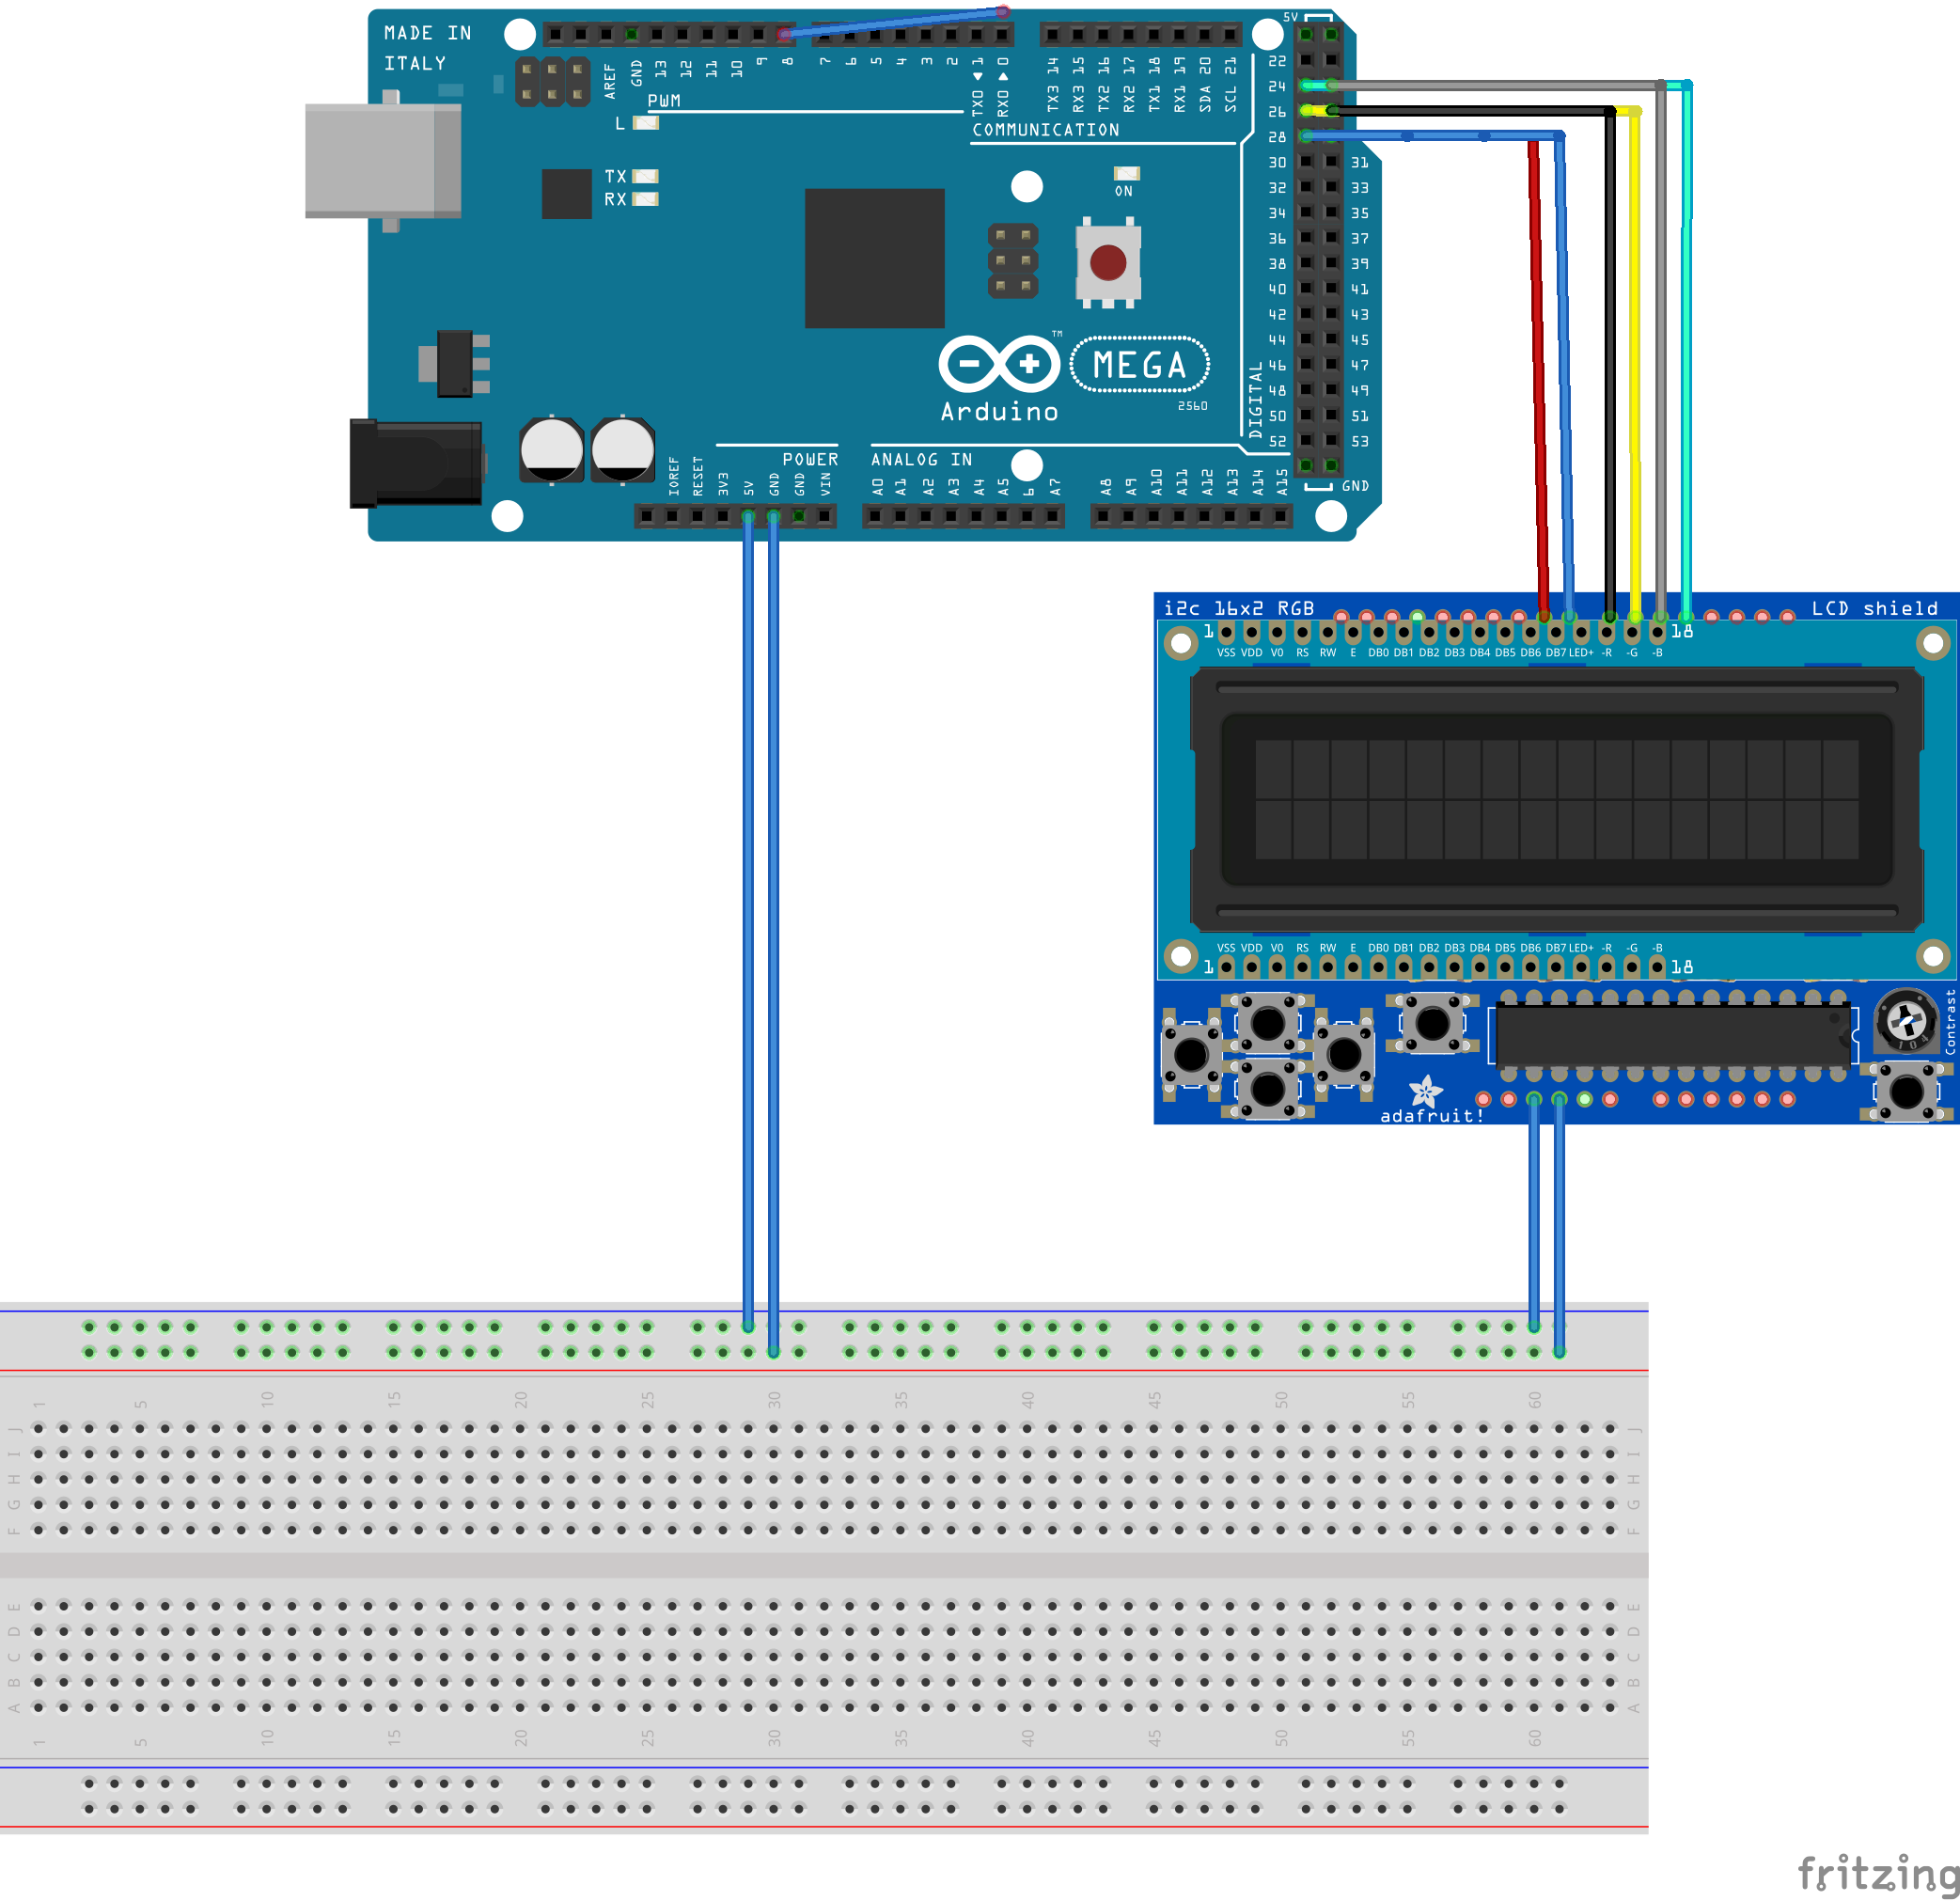 MADE IN
ITALY
AREF GND 13 12 11 10 9 8 7 6 5 4 3 2 TX0 1 RX0 0 TX3 14 RX3 15 TX2 16 RX2 17 TX1 18 RX1 19 SDA 20 SCL 21
5V
PWM
COMMUNICATION
L
TX
RX
ON
22
24
26
28
30 31
32 33
34 35
36 37
38 39
40 41
42 43
44 45
46 47
48 49
50 51
52 53
GND
DIGITAL
TM
MEGA
Arduino
2560
POWER
ANALOG IN
IOREF RESET 3V3 5V GND GND VIN A0 A1 A2 A3 A4 A5 6 A7 A8 A9 A10 A11 A12 A13 A14 A15
i2c 16x2 RGB LCD shield
1 18
VSS VDD V0 RS RW E DB0 DB1 DB2 DB3 DB4 DB5 DB6 DB7 LED+ -R -G -B
VSS VDD V0 RS RW E DB0 DB1 DB2 DB3 DB4 DB5 DB6 DB7 LED+ -R -G -B
1 18
Contrast
104
adafruit!
1 5 10 15 20 25 30 35 40 45 50 55 60
J J
I I
H H
G G
F F
E E
D D
C C
B B
A A
1 5 10 15 20 25 30 35 40 45 50 55 60
fritzing